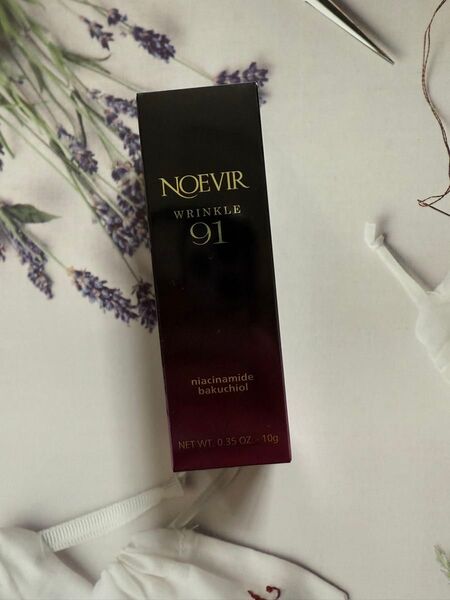 NOEVIR
WRINKLE
91
niacinamide
bakuchiol
NET WT. 0.35 OZ. - 10g